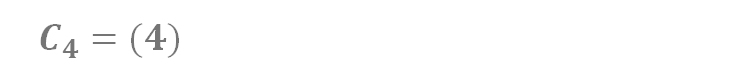 C₄ = (4)